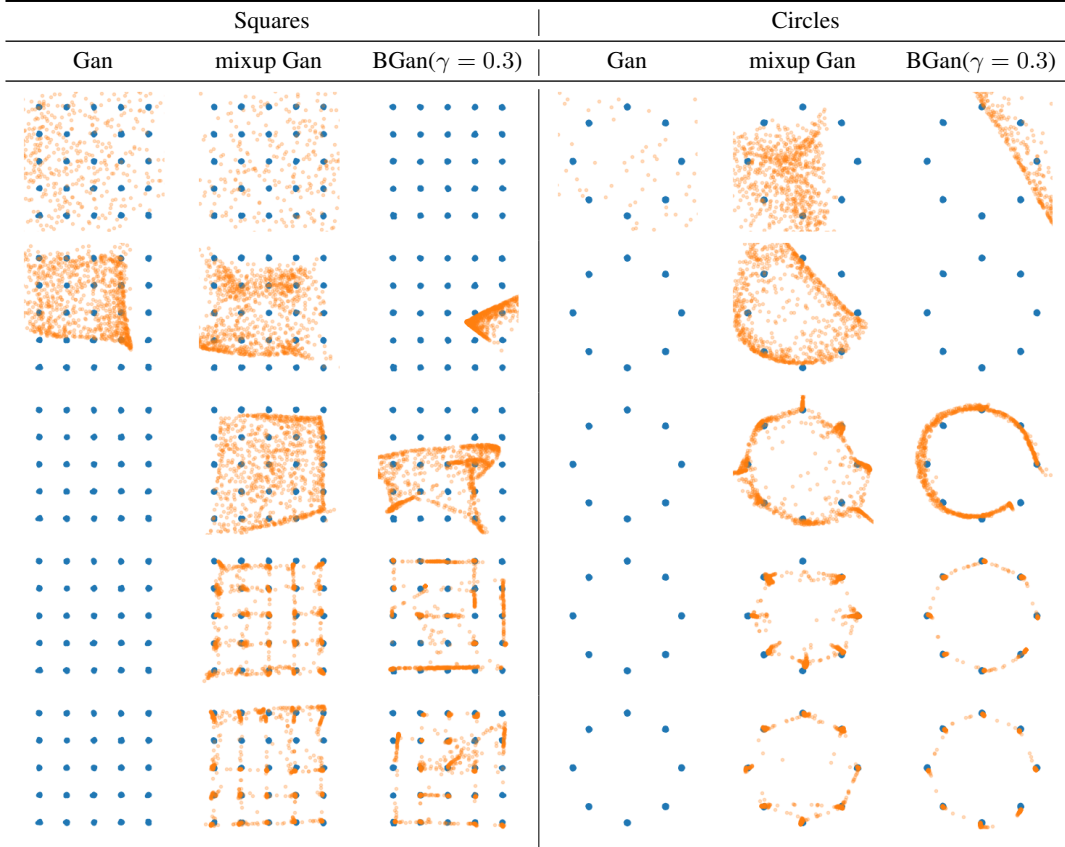 Squares Circles
Gan mixup Gan BGan(γ = 0.3) Gan mixup Gan BGan(γ = 0.3)